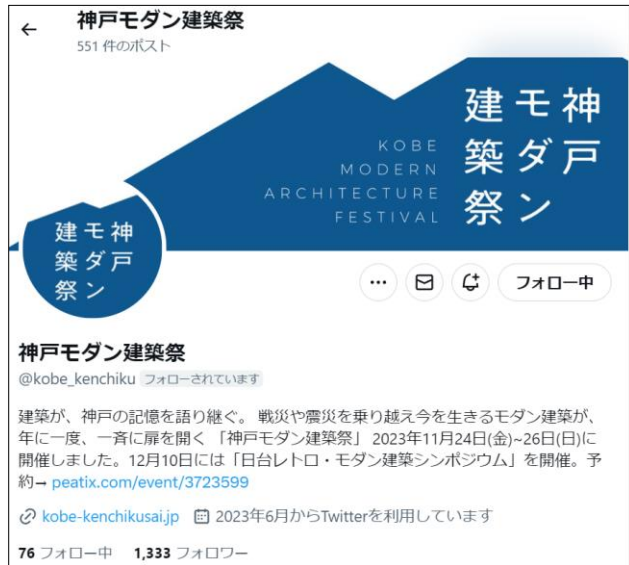 神戸モダン建築祭
551 件のポスト
神戸
モダン
建築祭
KOBE
MODERN
ARCHITECTURE
FESTIVAL
神戸
モダン
建築祭
フォロー中
神戸モダン建築祭
@kobe_kenchiku フォローされています
建築が、神戸の記憶を語り継ぐ。 戦災や震災を乗り越え今を生きるモダン建築が、
年に一度、一斉に扉を開く 「神戸モダン建築祭」 2023年11月24日(金)~26日(日)に
開催しました。12月10日には「日台レトロ・モダン建築シンポジウム」を開催。予
約→ peatix.com/event/3723599
kobe-kenchikusai.jp 2023年6月からTwitterを利用しています
76 フォロー中 1,333 フォロワー